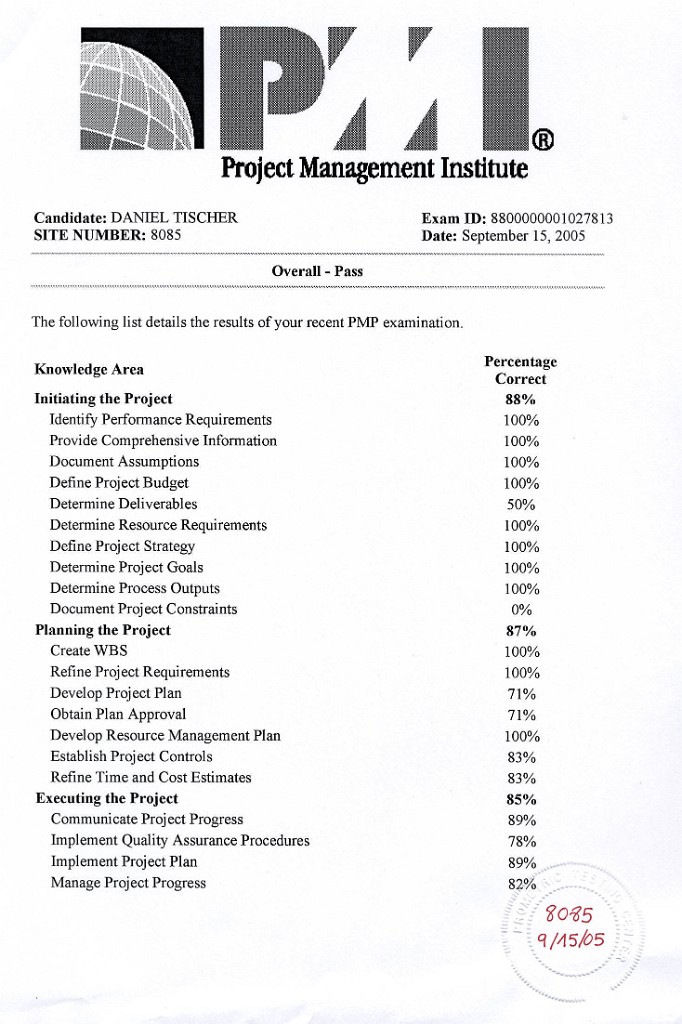 PMI®
Project Management Institute
Candidate: DANIEL TISCHER Exam ID: 8800000001027813
SITE NUMBER: 8085 Date: September 15, 2005
Overall - Pass
The following list details the results of your recent PMP examination.
Knowledge Area Percentage Correct
Initiating the Project 88%
Identify Performance Requirements 100%
Provide Comprehensive Information 100%
Document Assumptions 100%
Define Project Budget 100%
Determine Deliverables 50%
Determine Resource Requirements 100%
Define Project Strategy 100%
Determine Project Goals 100%
Determine Process Outputs 100%
Document Project Constraints 0%
Planning the Project 87%
Create WBS 100%
Refine Project Requirements 100%
Develop Project Plan 71%
Obtain Plan Approval 71%
Develop Resource Management Plan 100%
Establish Project Controls 83%
Refine Time and Cost Estimates 83%
Executing the Project 85%
Communicate Project Progress 89%
Implement Quality Assurance Procedures 78%
Implement Project Plan 89%
Manage Project Progress 82%
8085
9/15/05